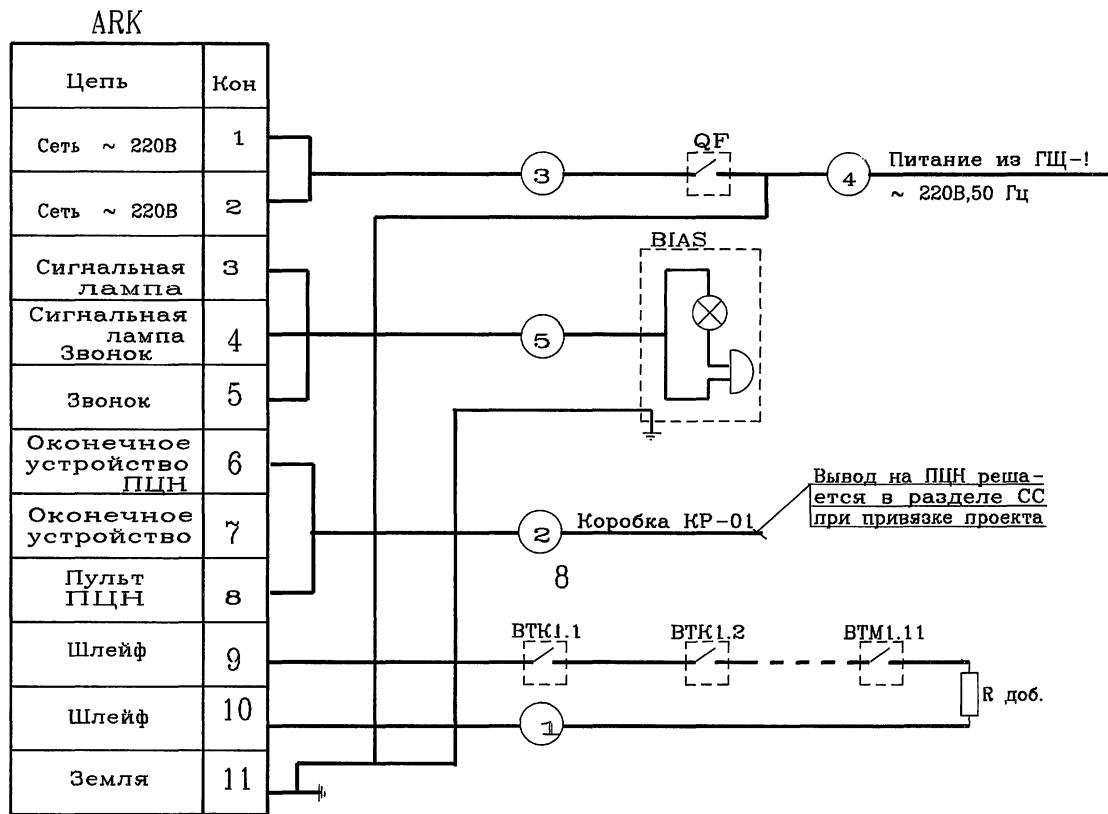 ARK
Цепь Кон
Сеть ~ 220В 1
Сеть ~ 220В 2
Сигнальная
лампа
3
Сигнальная
лампа
Звонок
4
Звонок 5
Оконечное
устройство
ПЦН
6
Оконечное
устройство
7
Пульт
ПЦН
8
Шлейф 9
Шлейф 10
Земля 11
3
QF
4
Питание из ГЩ-!
~ 220В,50 Гц
BIAS
5
2
Коробка КР-01
8
Вывод на ПЦН реша-
ется в разделе СС
при привязке проекта
ВТК1.1 ВТК1.2 ВТМ1.11
R доб.
1